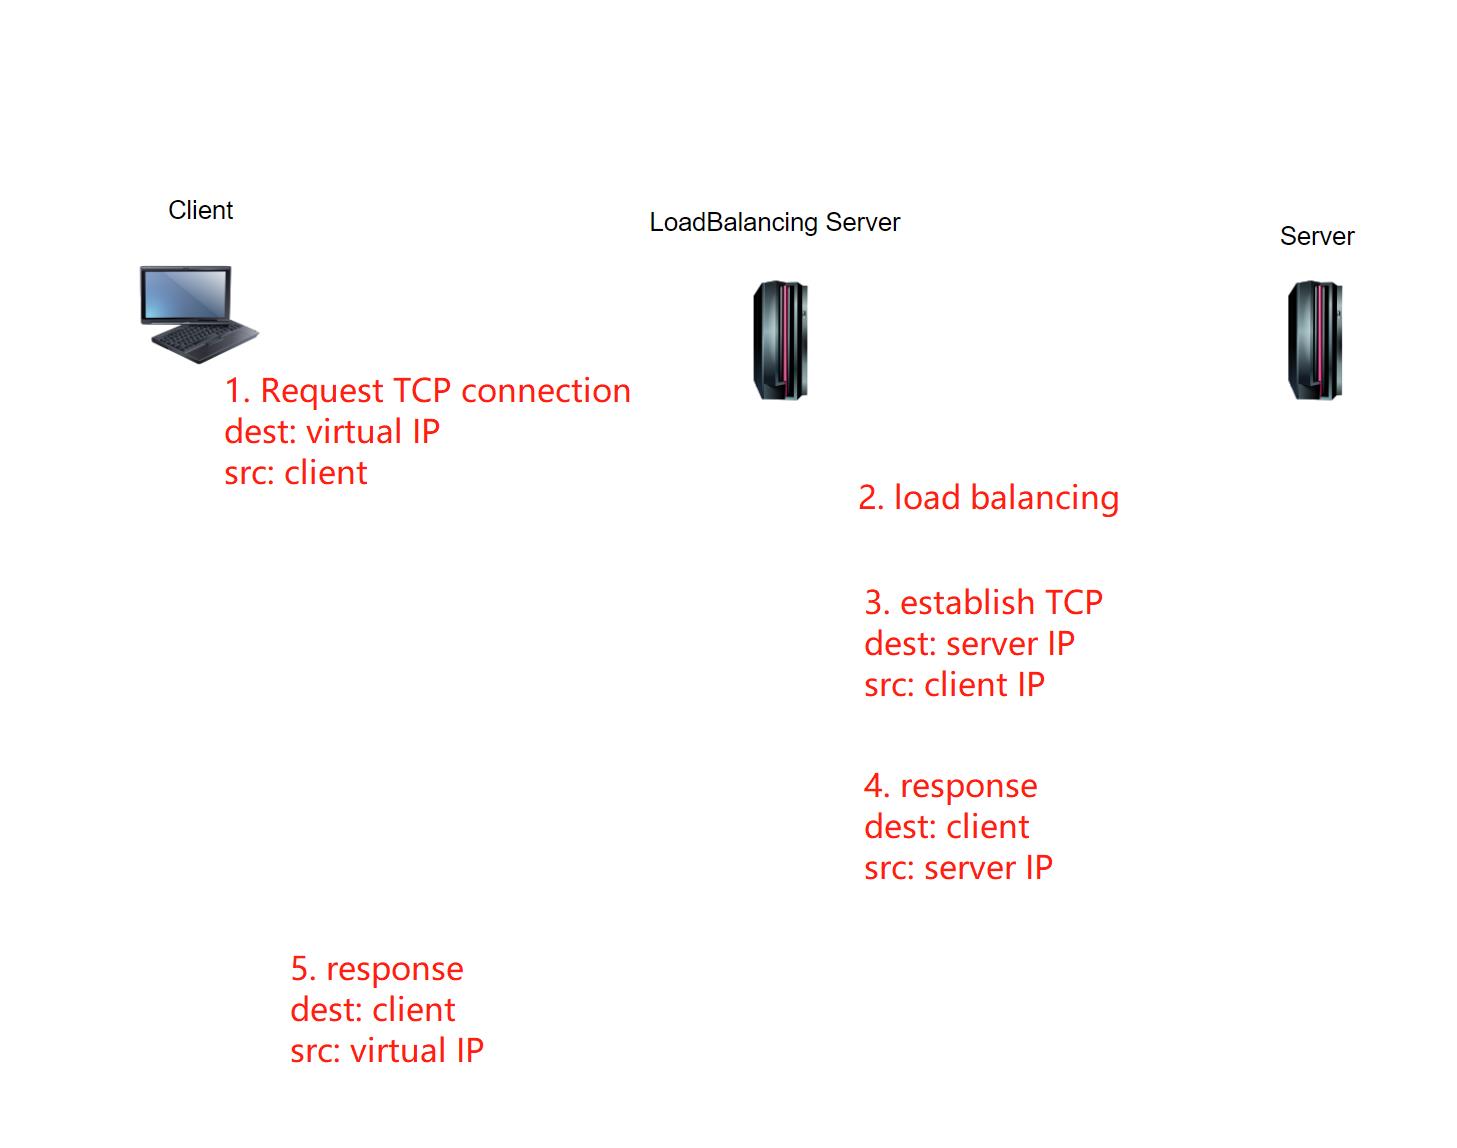 Client
LoadBalancing Server
Server
1. Request TCP connection
dest: virtual IP
src: client
2. load balancing
3. establish TCP
dest: server IP
src: client IP
4. response
dest: client
src: server IP
5. response
dest: client
src: virtual IP